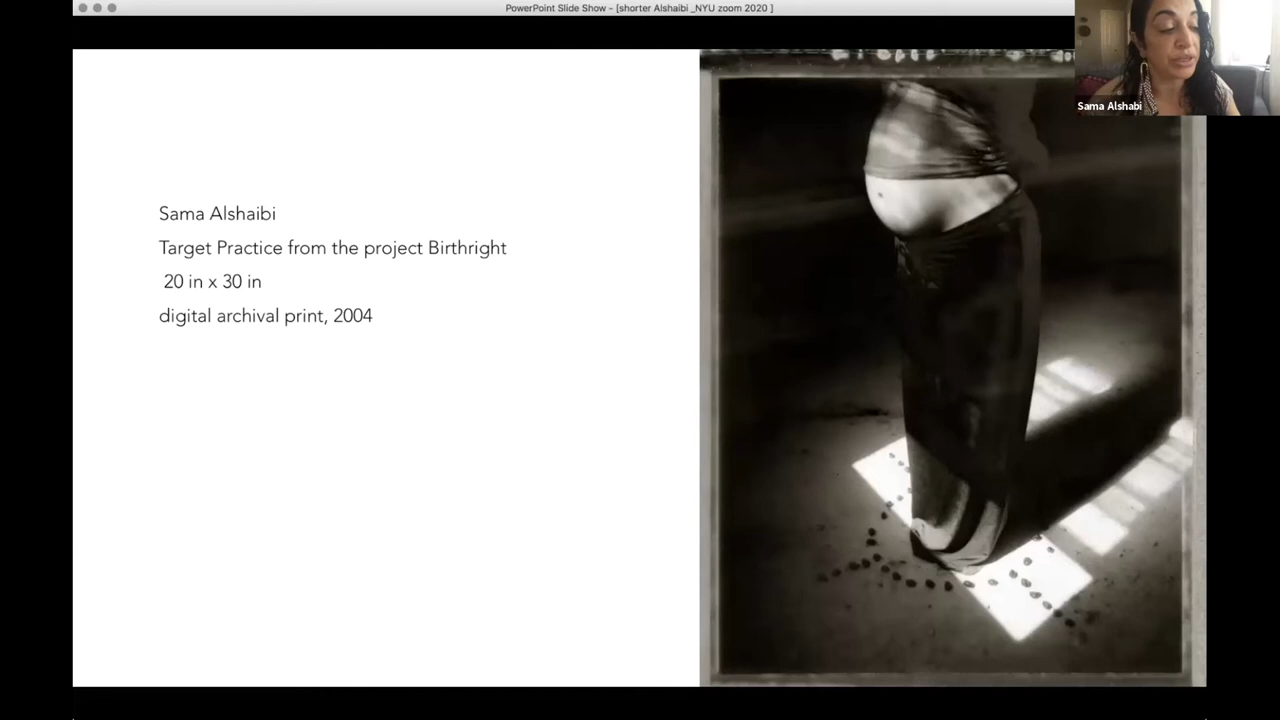 PowerPoint Slide Show - [shorter Alshaibi _NYU zoom 2020 ]
Sama Alshabi
Sama Alshaibi
Target Practice from the project Birthright
20 in x 30 in
digital archival print, 2004